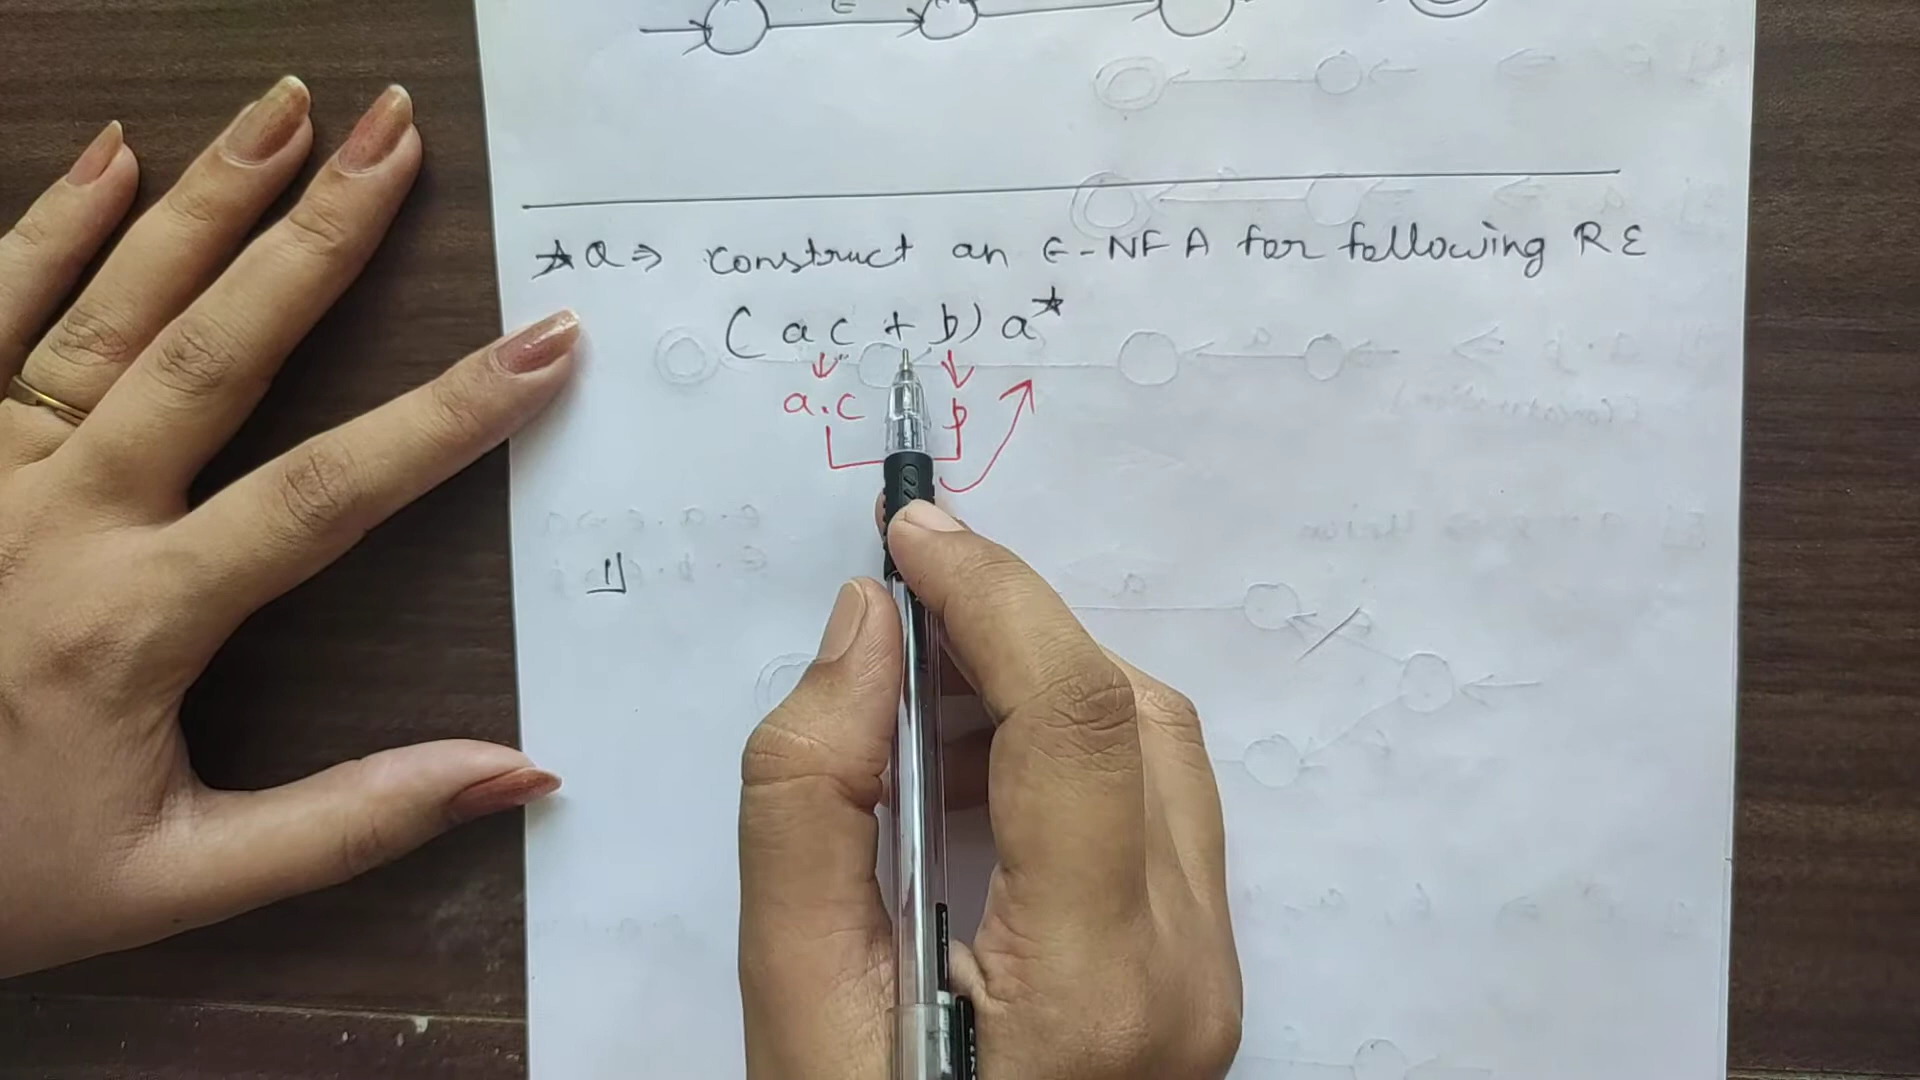 ε
★Q ⇒ construct an ε-NFA for following RE
(ac + b) a*
a.c b
1